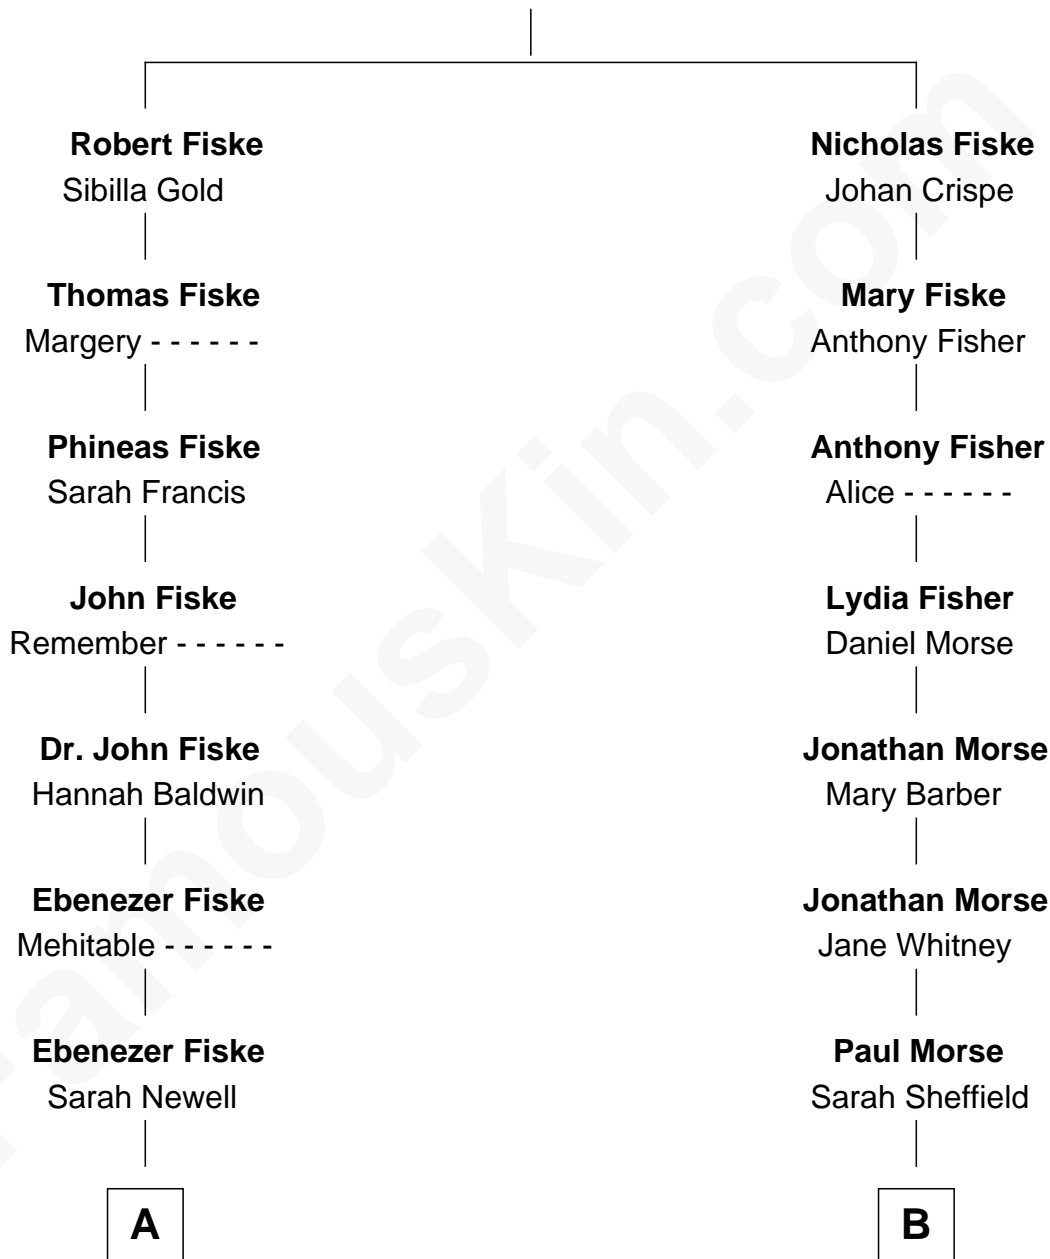 Robert Fiske
Sibilla Gold
Thomas Fiske
Margery - - - - - -
Phineas Fiske
Sarah Francis
John Fiske
Remember - - - - - -
Dr. John Fiske
Hannah Baldwin
Ebenezer Fiske
Mehitable - - - - - -
Ebenezer Fiske
Sarah Newell
A
Nicholas Fiske
Johan Crispe
Mary Fiske
Anthony Fisher
Anthony Fisher
Alice - - - - - -
Lydia Fisher
Daniel Morse
Jonathan Morse
Mary Barber
Jonathan Morse
Jane Whitney
Paul Morse
Sarah Sheffield
B
FamousKin.com